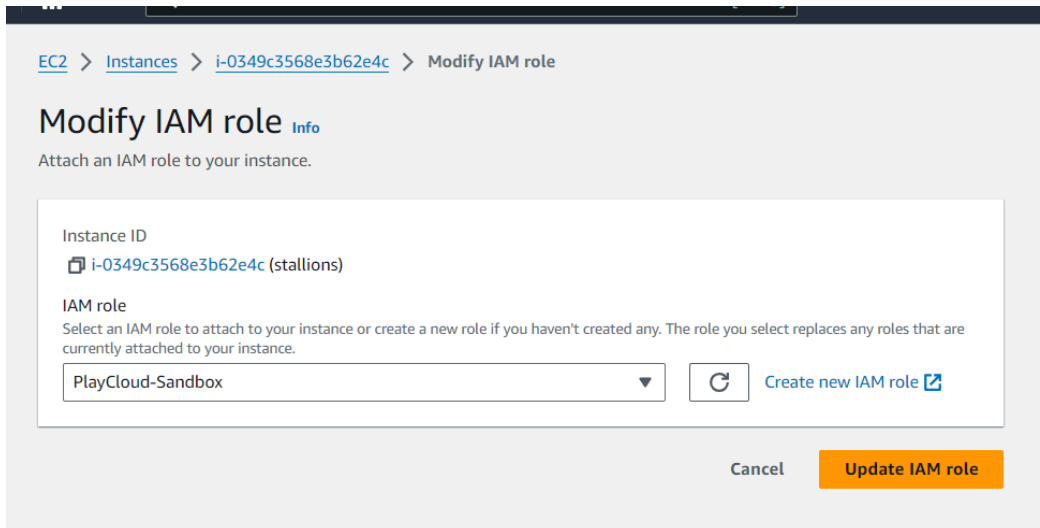 EC2 > Instances > i-0349c3568e3b62e4c > Modify IAM role
Modify IAM role Info
Attach an IAM role to your instance.
Instance ID
i-0349c3568e3b62e4c (stallions)
IAM role
Select an IAM role to attach to your instance or create a new role if you haven't created any. The role you select replaces any roles that are
currently attached to your instance.
PlayCloud-Sandbox
Create new IAM role
Cancel
Update IAM role